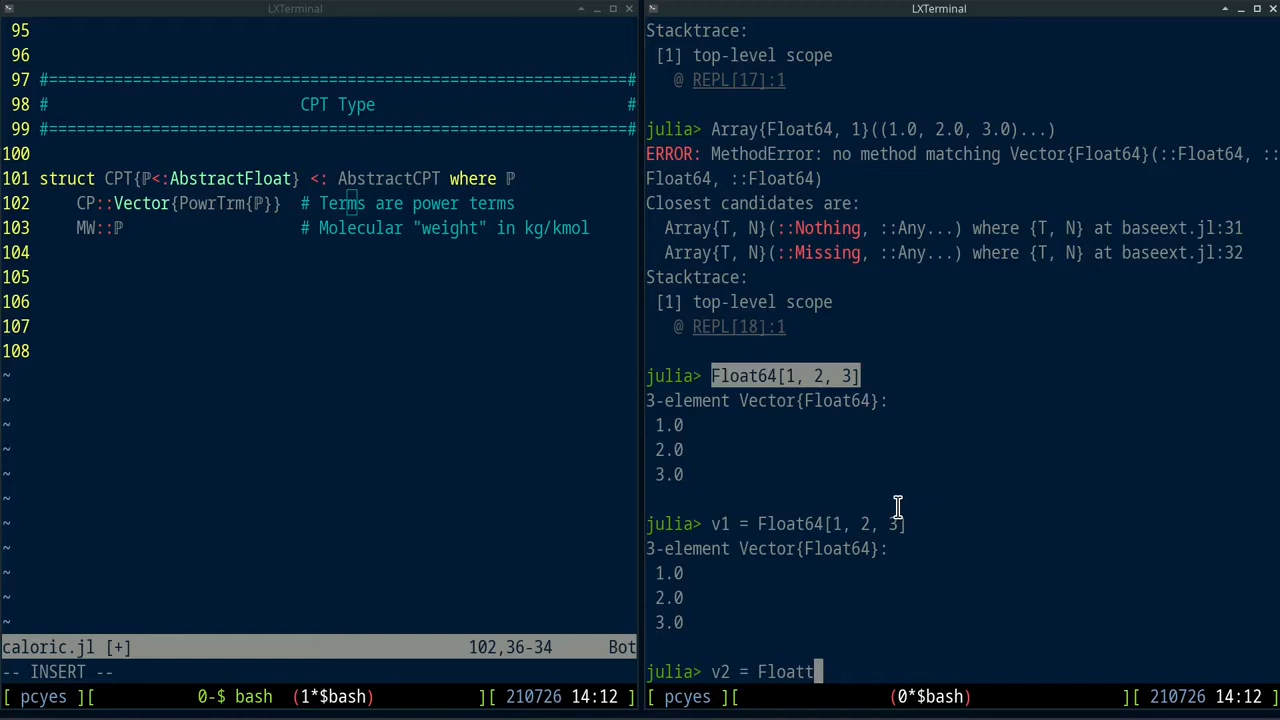 LXTerminal
95
96
97 #===============================================================#
98 #                           CPT Type                           #
99 #===============================================================#
100
101 struct CPT{ℙ<:AbstractFloat} <: AbstractCPT where ℙ
102     CP::Vector{PowrTrm{ℙ}}  # Terms are power terms
103     MW::ℙ                   # Molecular "weight" in kg/kmol
104
105
106
107
108
~
~
~
~
~
~
~
~
~
~
~
caloric.jl [+] 102,36-34 Bot
-- INSERT --
[ pcyes ][ 0-$ bash (1*$bash) ][ 210726 14:12 ]
LXTerminal
Stacktrace:
 [1] top-level scope
   @ REPL[17]:1
julia> Array{Float64, 1}((1.0, 2.0, 3.0)...)
ERROR: MethodError: no method matching Vector{Float64}(::Float64, ::
Float64, ::Float64)
Closest candidates are:
  Array{T, N}(::Nothing, ::Any...) where {T, N} at baseext.jl:31
  Array{T, N}(::Missing, ::Any...) where {T, N} at baseext.jl:32
Stacktrace:
 [1] top-level scope
   @ REPL[18]:1
julia> Float64[1, 2, 3]
3-element Vector{Float64}:
 1.0
 2.0
 3.0
julia> v1 = Float64[1, 2, 3]
3-element Vector{Float64}:
 1.0
 2.0
 3.0
julia> v2 = Floatt
[ pcyes ][ (0*$bash) ][ 210726 14:12 ]